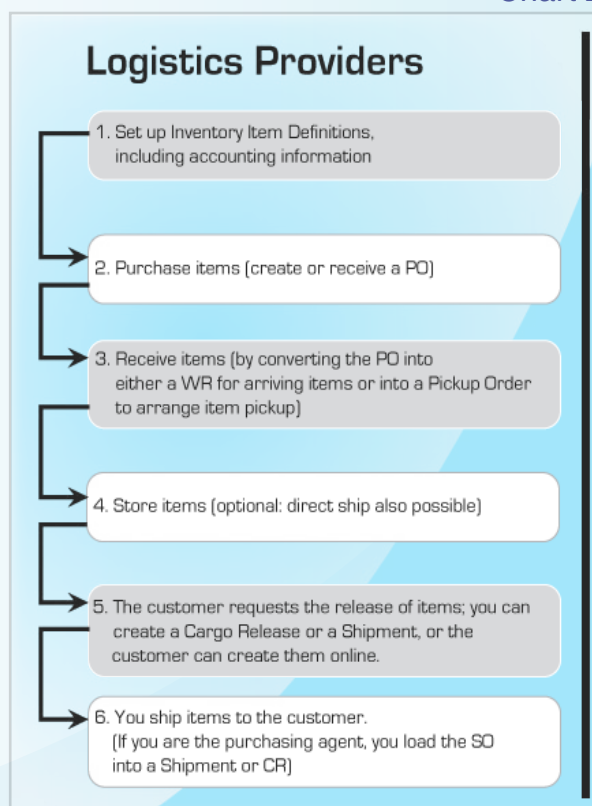 Logistics Providers
1. Set up Inventory Item Definitions,
including accounting information
2. Purchase items (create or receive a PO)
3. Receive items (by converting the PO into
either a WR for arriving items or into a Pickup Order
to arrange item pickup)
4. Store items (optional: direct ship also possible)
5. The customer requests the release of items; you can
create a Cargo Release or a Shipment, or the
customer can create them online.
6. You ship items to the customer.
(If you are the purchasing agent, you load the SO
into a Shipment or CR)